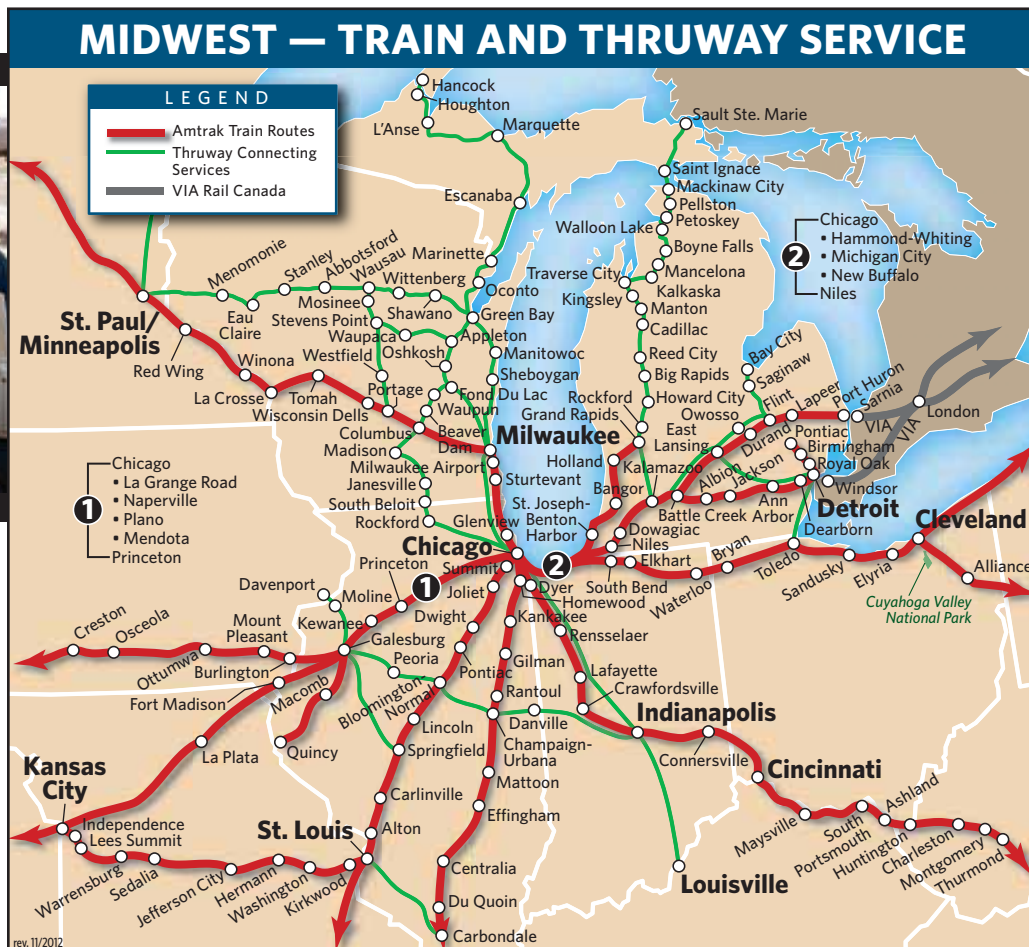 MIDWEST — TRAIN AND THRUWAY SERVICE
LEGEND
Amtrak Train Routes
Thruway Connecting
Services
VIA Rail Canada
Hancock
Houghton
L'Anse
Marquette
Escanaba
Sault Ste. Marie
Saint Ignace
Mackinaw City
Pellston
Petoskey
Walloon Lake
Boyne Falls
Mancelona
Traverse City
Kalkaska
Kingsley
Manton
Cadillac
Reed City
Big Rapids
Howard City
Rockford
Grand Rapids
2
Chicago
▪ Hammond-Whiting
▪ Michigan City
▪ New Buffalo
Niles
Menomonie
Stanley
Abbotsford
Wausau
Wittenberg
Marinette
Oconto
Eau
Claire
Mosinee
Shawano
Green Bay
Stevens Point
Waupaca
Appleton
Oshkosh
Manitowoc
Sheboygan
Fond Du Lac
Waupun
St. Paul/
Minneapolis
Red Wing
Winona
La Crosse
Tomah
Westfield
Wisconsin Dells
Portage
Columbus
Beaver
Dam
Madison
Milwaukee
Milwaukee Airport
Janesville
Sturtevant
South Beloit
Rockford
Glenview
Chicago
Summit
Bay City
Saginaw
Owosso
Flint
Lapeer
Port Huron
Sarnia
VIA
VIA
London
East
Lansing
Durand
Pontiac
Birmingham
Royal Oak
Windsor
Detroit
Dearborn
Holland
Bangor
Kalamazoo
Albion
Jackson
Battle Creek
Ann
Arbor
St. Joseph-
Benton
Harbor
Dowagiac
Niles
2
South Bend
Elkhart
Waterloo
Bryan
Toledo
Sandusky
Elyria
Cleveland
Alliance
Cuyahoga Valley
National Park
1
Chicago
▪ La Grange Road
▪ Naperville
▪ Plano
▪ Mendota
Princeton
Princeton
1
Joliet
Davenport
Moline
Kewanee
Dwight
Dyer
Homewood
Kankakee
Rensselaer
Creston
Osceola
Ottumwa
Mount
Pleasant
Burlington
Galesburg
Peoria
Pontiac
Gilman
Lafayette
Fort Madison
Macomb
Bloomington-
Normal
Rantoul
Crawfordsville
Danville
Indianapolis
Connersville
La Plata
Quincy
Lincoln
Springfield
Champaign-
Urbana
Mattoon
Cincinnati
Kansas
City
Carlinville
Effingham
Maysville
South
Portsmouth
Ashland
Huntington
Charleston
Montgomery
Thurmond
Independence
Lees Summit
Warrensburg
Sedalia
Jefferson City
Hermann
Washington
Kirkwood
St. Louis
Alton
Centralia
Louisville
Du Quoin
Carbondale
rev. 11/2012